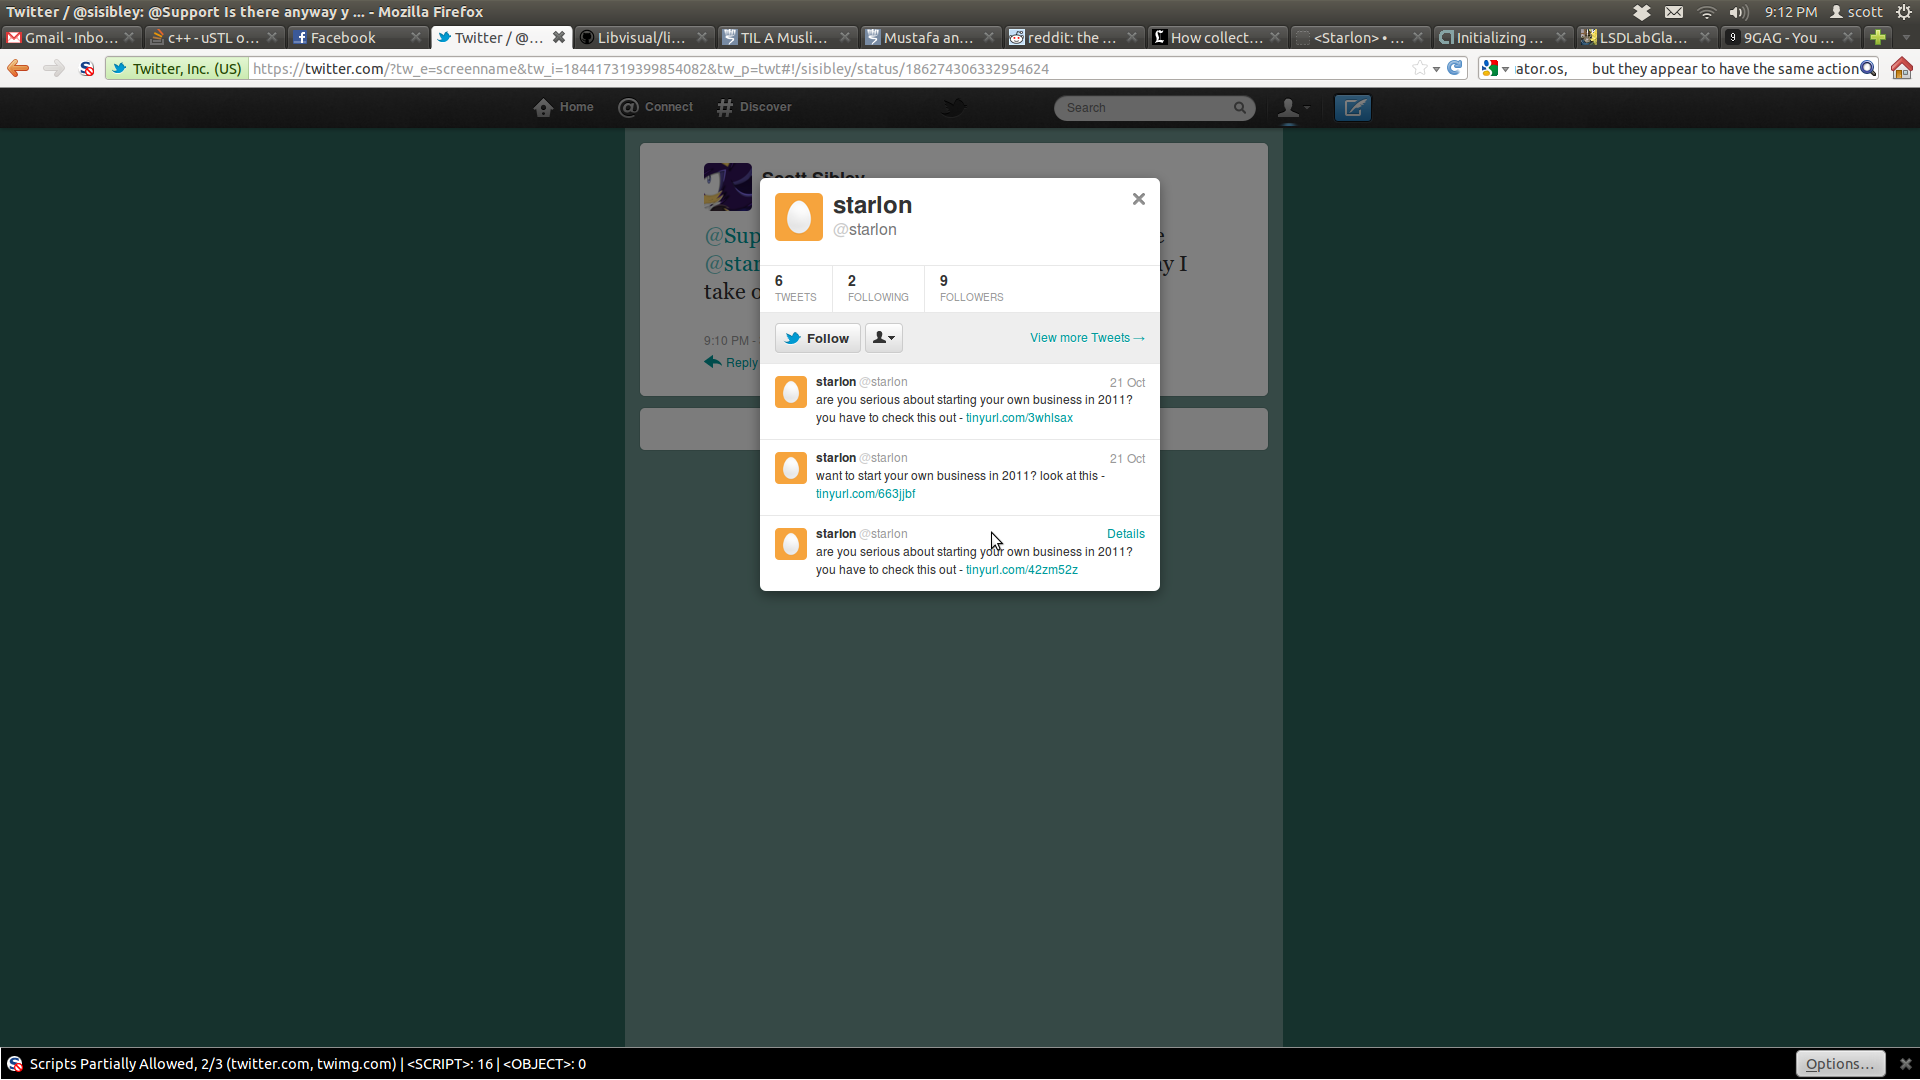 Twitter / @sisibley: @Support Is there anyway y ... - Mozilla Firefox
9:12 PM scott
Gmail - Inbo...
c++ - uSTL o...
Facebook
Twitter / @...
Libvisual/li...
TIL A Musli...
Mustafa an...
reddit: the ...
How collect...
<Starlon> • ...
Initializing ...
LSDLabGla...
9GAG - You ...
Twitter, Inc. (US)
https://twitter.com/?tw_e=screenname&tw_i=184417319399854082&tw_p=twt#!/sisibley/status/186274306332954624
ator.os, but they appear to have the same action
Home
Connect
Discover
Search
Scott Sibley
starlon
@starlon
@Sup
@star
y I
take
6 TWEETS
2 FOLLOWING
9 FOLLOWERS
9:10 PM -
Reply
Follow
View more Tweets →
starlon @starlon 21 Oct
are you serious about starting your own business in 2011?
you have to check this out - tinyurl.com/3whlsax
starlon @starlon 21 Oct
want to start your own business in 2011? look at this -
tinyurl.com/663jjbf
starlon @starlon Details
are you serious about starting your own business in 2011?
you have to check this out - tinyurl.com/42zm52z
Scripts Partially Allowed, 2/3 (twitter.com, twimg.com) | <SCRIPT>: 16 | <OBJECT>: 0
Options...